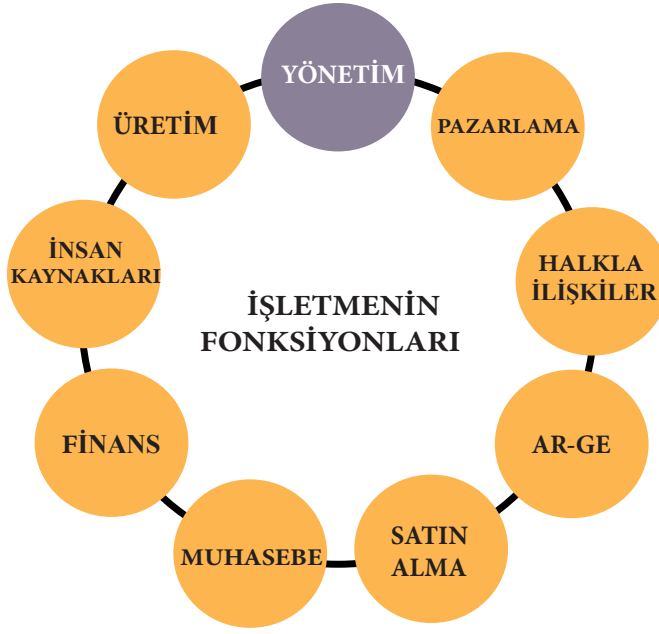 YÖNETİM
PAZARLAMA
HALKLA
İLİŞKİLER
AR-GE
SATIN
ALMA
MUHASEBE
FİNANS
İNSAN
KAYNAKLARI
ÜRETİM
İŞLETMENİN
FONKSİYONLARI